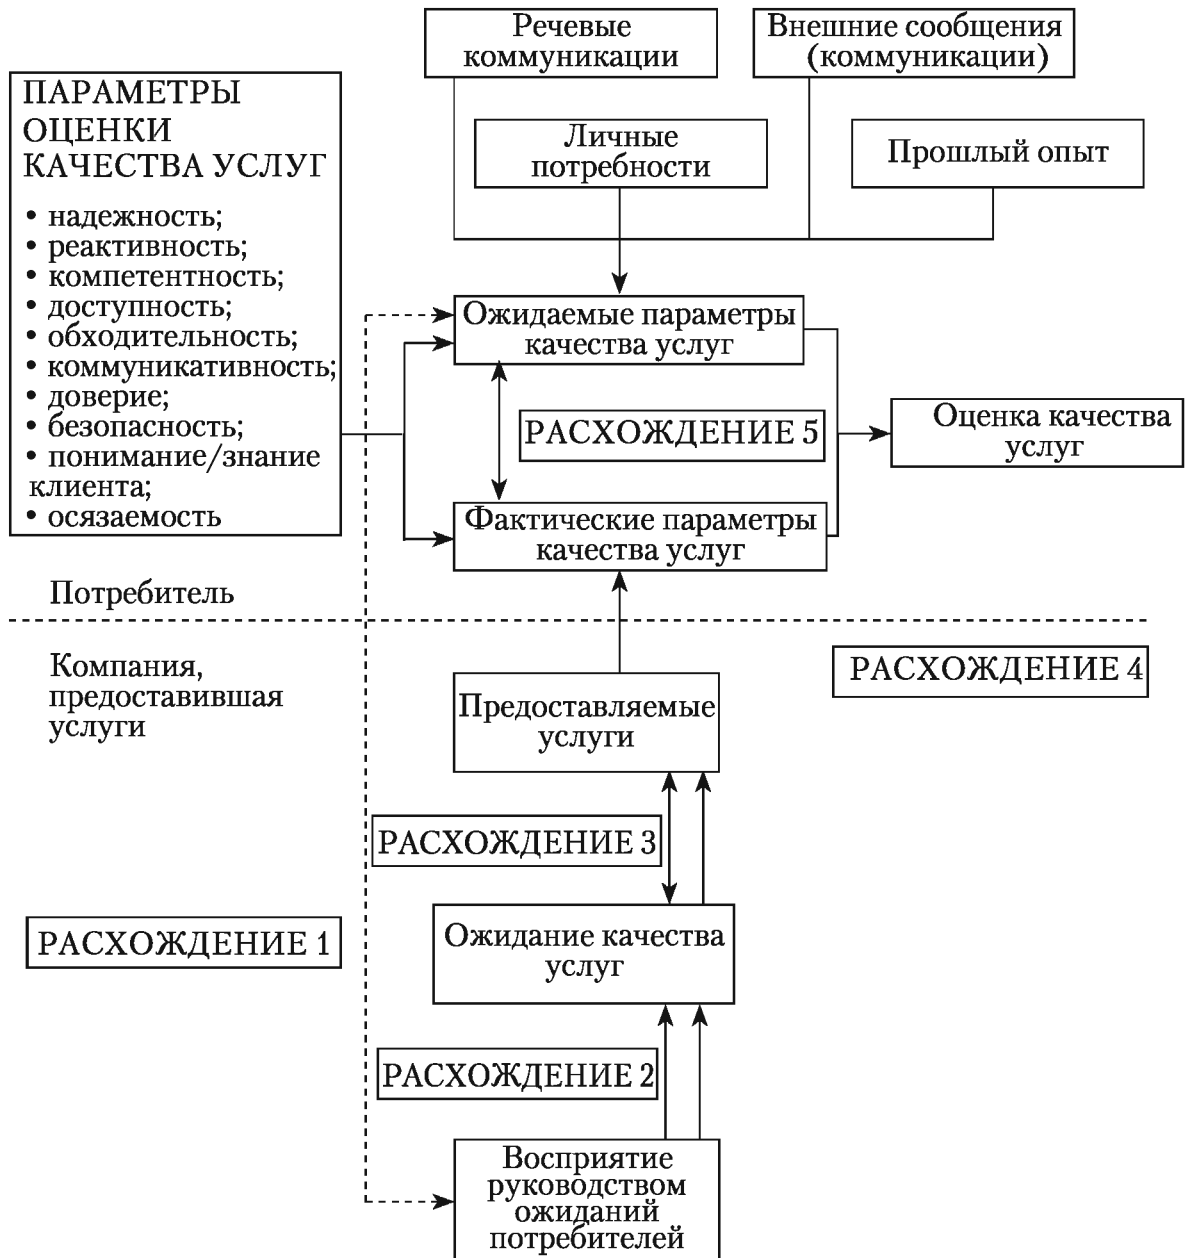 Речевые
коммуникации
Внешние сообщения
(коммуникации)
ПАРАМЕТРЫ
ОЦЕНКИ
КАЧЕСТВА УСЛУГ
• надежность;
• реактивность;
• компетентность;
• доступность;
• обходительность;
• коммуникативность;
• доверие;
• безопасность;
• понимание/знание
клиента;
• осязаемость
Личные
потребности
Прошлый опыт
Ожидаемые параметры
качества услуг
РАСХОЖДЕНИЕ 5
Оценка качества
услуг
Фактические параметры
качества услуг
Потребитель
Компания,
предоставившая
услуги
РАСХОЖДЕНИЕ 4
Предоставляемые
услуги
РАСХОЖДЕНИЕ 3
РАСХОЖДЕНИЕ 1
Ожидание качества
услуг
РАСХОЖДЕНИЕ 2
Восприятие
руководством
ожиданий
потребителей